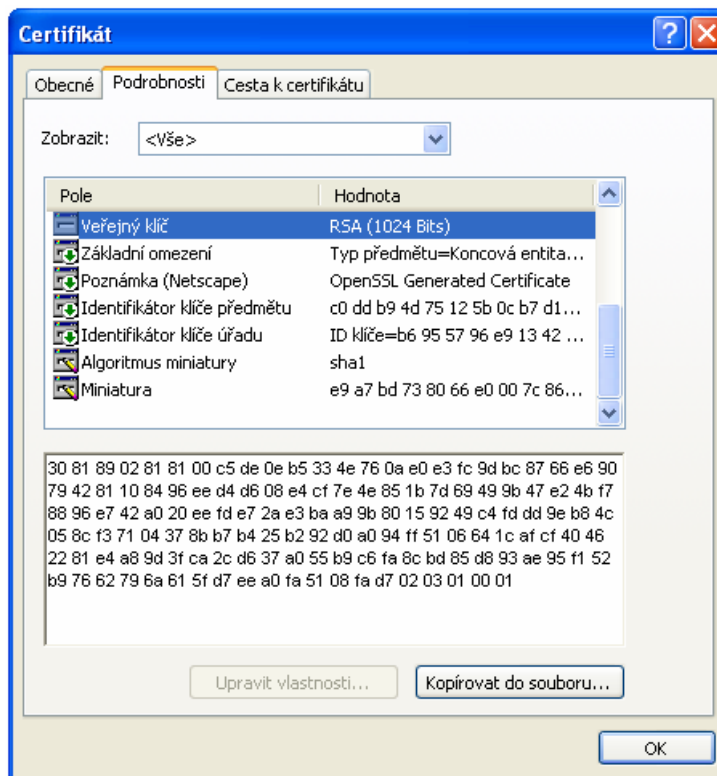 Certifikát
Obecné Podrobnosti Cesta k certifikátu
Zobrazit: <Vše>
Pole Hodnota
Veřejný klíč RSA (1024 Bits)
Základní omezení Typ předmětu=Koncová entita...
Poznámka (Netscape) OpenSSL Generated Certificate
Identifikátor klíče předmětu c0 dd b9 4d 75 12 5b 0c b7 d1...
Identifikátor klíče úřadu ID klíče=b6 95 57 96 e9 13 42 ...
Algoritmus miniatury sha1
Miniatura e9 a7 bd 73 80 66 e0 00 7c 86...
30 81 89 02 81 81 00 c5 de 0e b5 33 4e 76 0a e0 e3 fc 9d bc 87 66 e6 90
79 42 81 10 84 96 ee d4 d6 08 e4 cf 7e 4e 85 1b 7d 69 49 9b 47 e2 4b f7
88 96 e7 42 a0 20 ee fd e7 2a e3 ba a9 9b 80 15 92 49 c4 fd dd 9e b8 4c
05 8c f3 71 04 37 8b b7 b4 25 b2 92 d0 a0 94 ff 51 06 64 1c af cf 40 46
22 81 e4 a8 9d 3f ca 2c d6 37 a0 55 b9 c6 fa 8c bd 85 d8 93 ae 95 f1 52
b9 76 62 79 6a 61 5f d7 ee a0 fa 51 08 fa d7 02 03 01 00 01
Upravit vlastnosti... Kopírovat do souboru...
OK